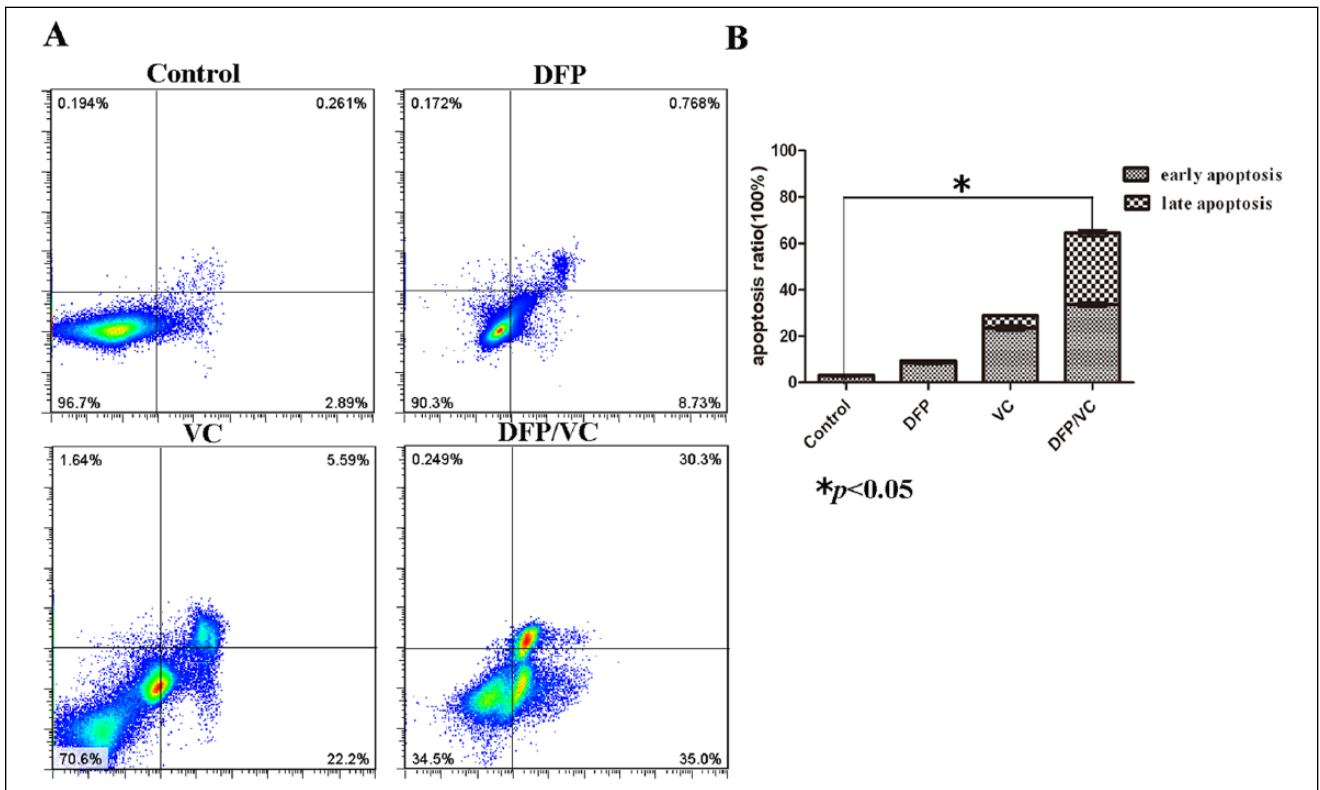 A
B
Control
0.194%
0.261%
96.7%
2.89%
DFP
0.172%
0.768%
90.3%
8.73%
VC
1.64%
5.59%
70.6%
22.2%
DFP/VC
0.249%
30.3%
34.5%
35.0%
apoptosis ratio(100%)
100
80
60
40
20
0
*
Control
DFP
VC
DFP/VC
early apoptosis
late apoptosis
*p<0.05